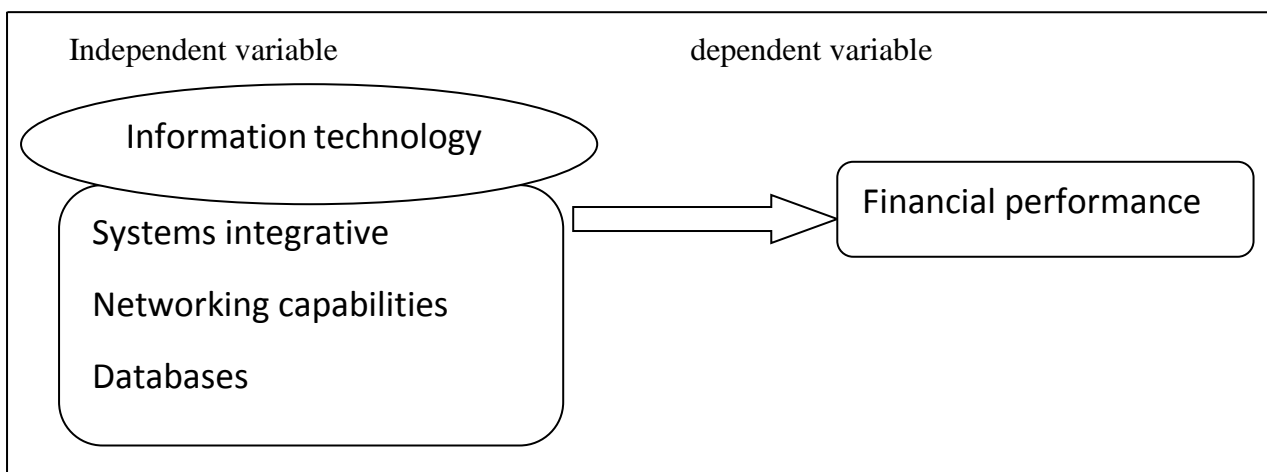 Independent variable
dependent variable
Information technology
Systems integrative
Networking capabilities
Databases
Financial performance